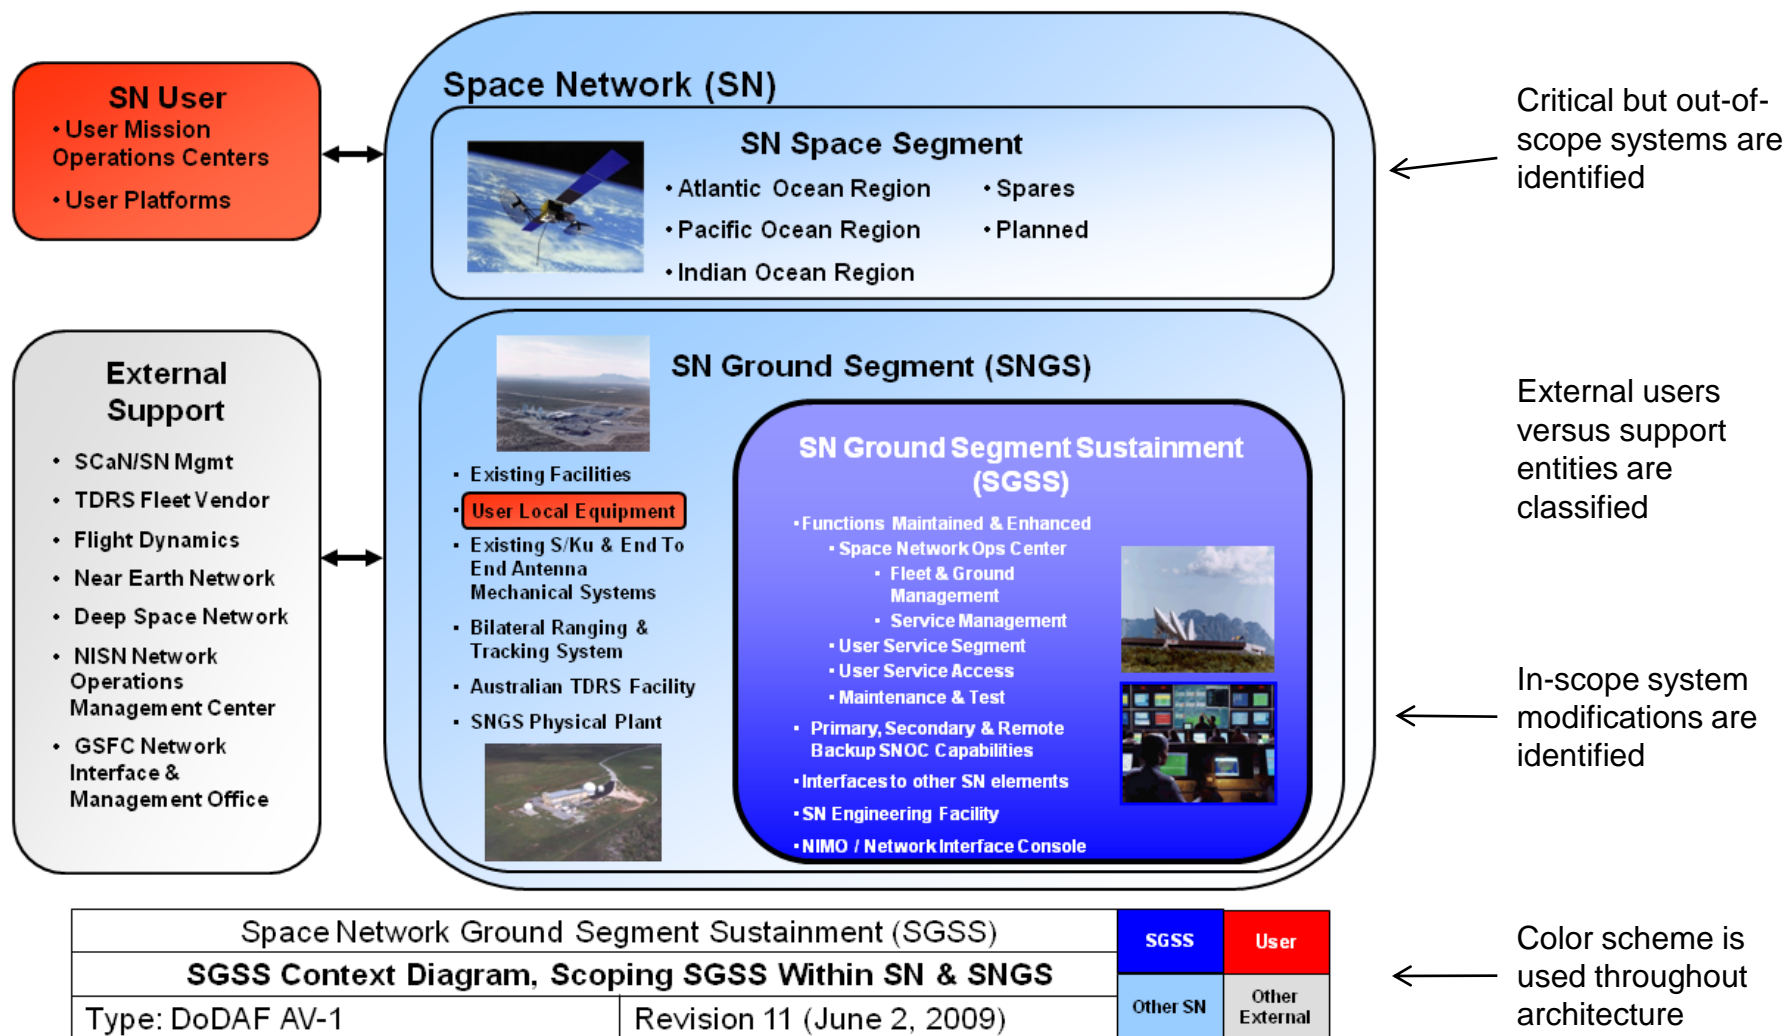 SN User
• User Mission
Operations Centers
• User Platforms
External
Support
• SCaN/SN Mgmt
• TDRS Fleet Vendor
• Flight Dynamics
• Near Earth Network
• Deep Space Network
• NISN Network
Operations
Management Center
• GSFC Network
Interface &
Management Office
Space Network (SN)
SN Space Segment
• Atlantic Ocean Region
• Pacific Ocean Region
• Indian Ocean Region
• Spares
• Planned
SN Ground Segment (SNGS)
▪ Existing Facilities
▪ User Local Equipment
▪ Existing S/Ku & End To
End Antenna
Mechanical Systems
▪ Bilateral Ranging &
Tracking System
▪ Australian TDRS Facility
▪ SNGS Physical Plant
SN Ground Segment Sustainment
(SGSS)
▪ Functions Maintained & Enhanced
▪ Space Network Ops Center
▪ Fleet & Ground
Management
▪ Service Management
▪ User Service Segment
▪ User Service Access
▪ Maintenance & Test
▪ Primary, Secondary & Remote
Backup SNOC Capabilities
▪ Interfaces to other SN elements
▪ SN Engineering Facility
▪ NIMO / Network Interface Console
Critical but out-of-
scope systems are
identified
External users
versus support
entities are
classified
In-scope system
modifications are
identified
Color scheme is
used throughout
architecture
Space Network Ground Segment Sustainment (SGSS)
SGSS Context Diagram, Scoping SGSS Within SN & SNGS
Type: DoDAF AV-1
Revision 11 (June 2, 2009)
SGSS
User
Other SN
Other
External